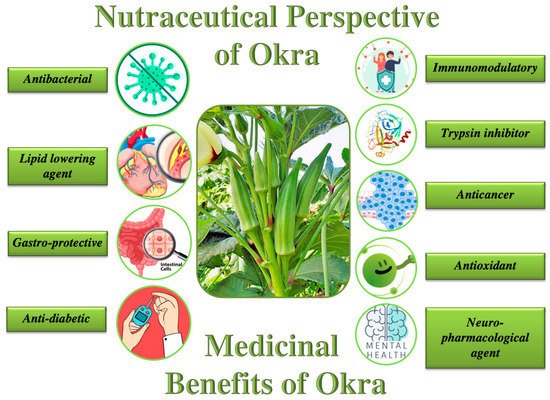 Nutraceutical Perspective
of Okra
Antibacterial
Lipid lowering
agent
Gastro-protective
Intestinal
Cells
Anti-diabetic
Immunomodulatory
Trypsin inhibitor
Anticancer
Antioxidant
MENTAL
HEALTH
Neuro-
pharmacological
agent
Medicinal
Benefits of Okra